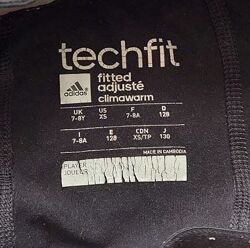 techfit
adidas
fitted
adjusté
climawarm
UK US F D
7-8Y XS 7-8A 128
I E CDN J
7-8A 128 XS/TP 130
MADE IN CAMBODIA
PLAYER
JOUEUR